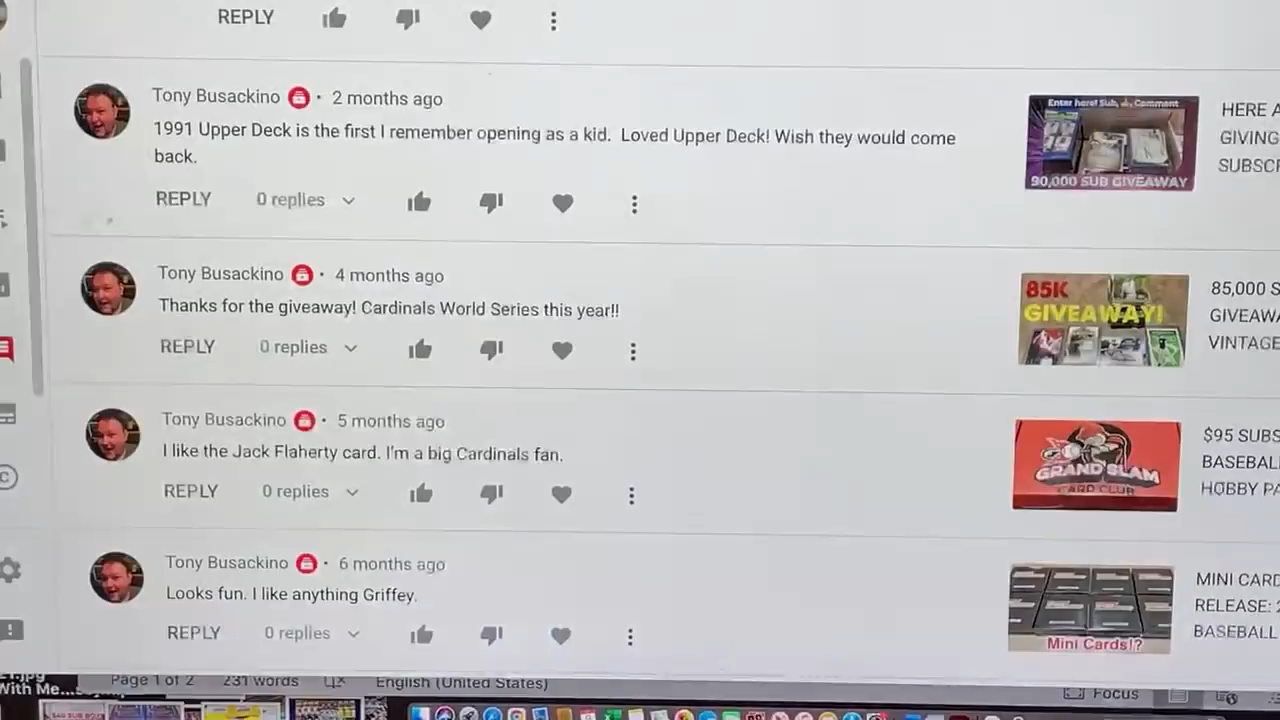 REPLY
Tony Busackino · 2 months ago
1991 Upper Deck is the first I remember opening as a kid. Loved Upper Deck! Wish they would come
back.
REPLY 0 replies
Enter here! Sub, Comment
90,000 SUB GIVEAWAY
HERE A
GIVING
SUBSCR
Tony Busackino · 4 months ago
Thanks for the giveaway! Cardinals World Series this year!!
REPLY 0 replies
85K
GIVEAWAY!
85,000 S
GIVEAWA
VINTAGE
Tony Busackino · 5 months ago
I like the Jack Flaherty card. I'm a big Cardinals fan.
REPLY 0 replies
GRAND SLAM
CARD CLUB
$95 SUBS
BASEBALL
HOBBY PA
Tony Busackino · 6 months ago
Looks fun. I like anything Griffey.
REPLY 0 replies
Mini Cards!?
MINI CARD
RELEASE: 2
BASEBALL
With Me...
Page 1 of 2 231 words English (United States) Focus